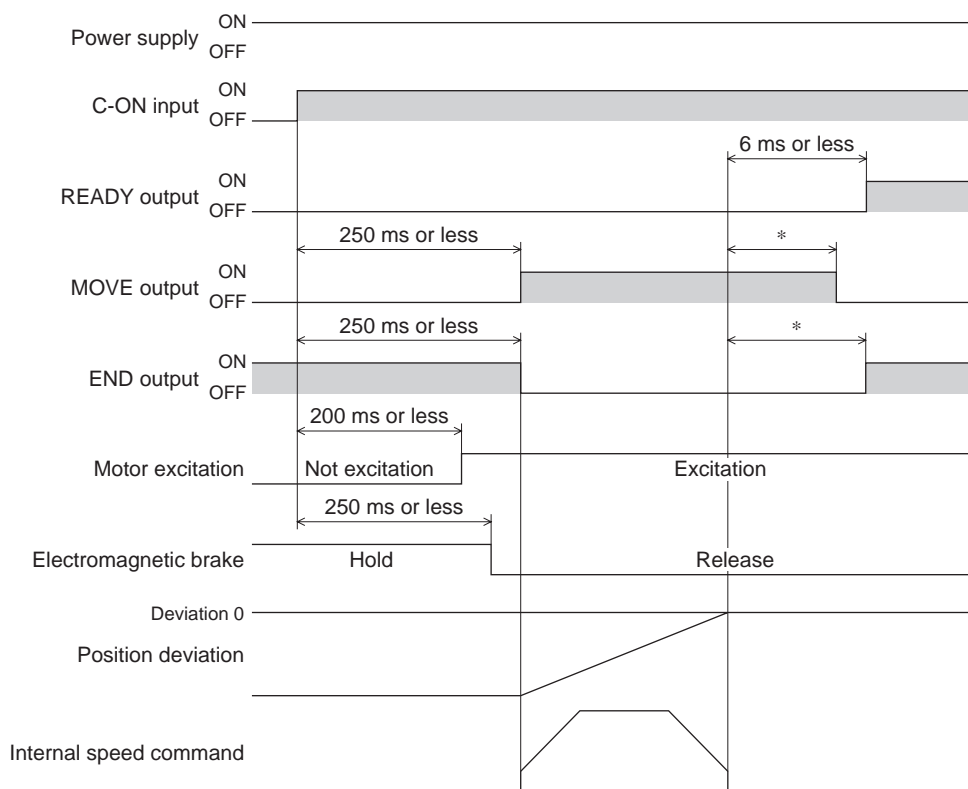 ON
Power supply
OFF
ON
C-ON input
OFF
6 ms or less
ON
READY output
OFF
250 ms or less
*
ON
MOVE output
OFF
250 ms or less
*
ON
END output
OFF
200 ms or less
Motor excitation
Not excitation
Excitation
250 ms or less
Electromagnetic brake
Hold
Release
Deviation 0
Position deviation
Internal speed command